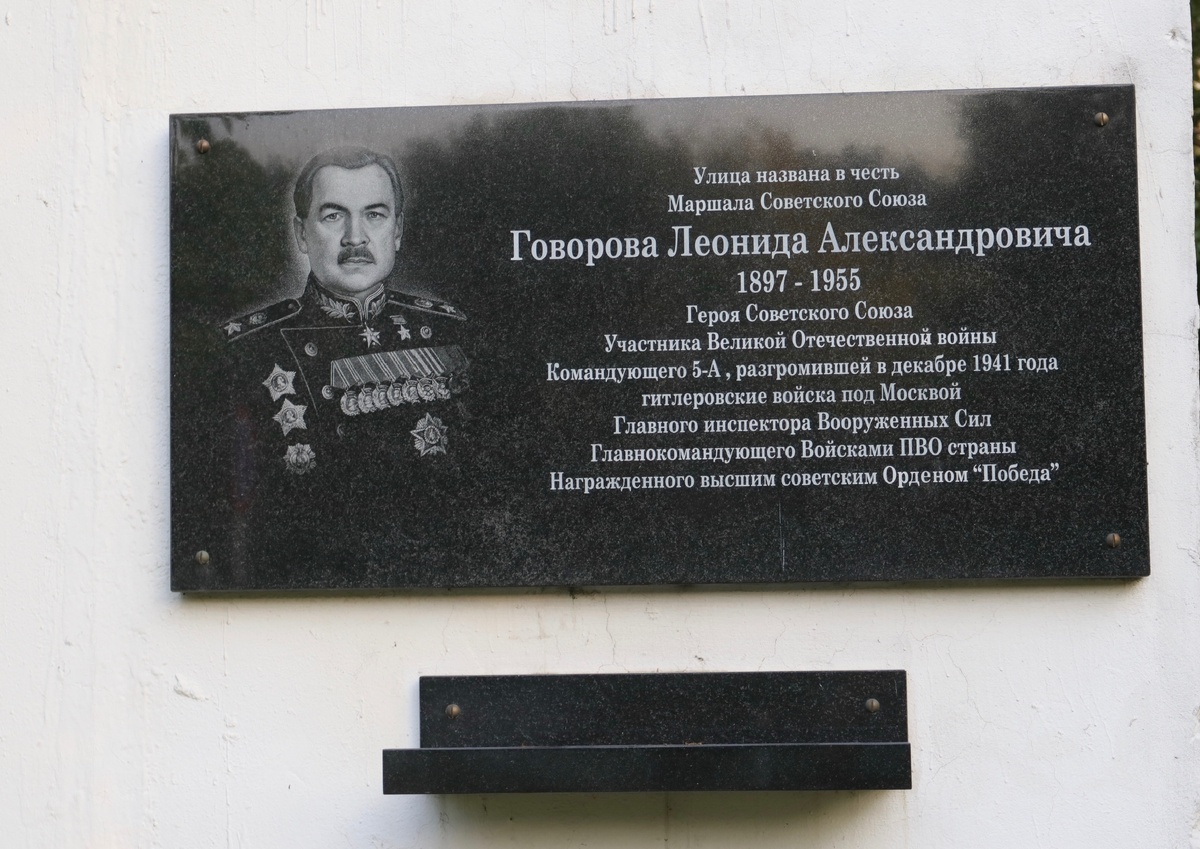 Улица названа в честь
Маршала Советского Союза
Говорова Леонида Александровича
1897 - 1955
Героя Советского Союза
Участника Великой Отечественной войны
Командующего 5-А , разгромившей в декабре 1941 года
гитлеровские войска под Москвой
Главного инспектора Вооруженных Сил
Главнокомандующего Войсками ПВО страны
Награжденного высшим советским Орденом “Победа”